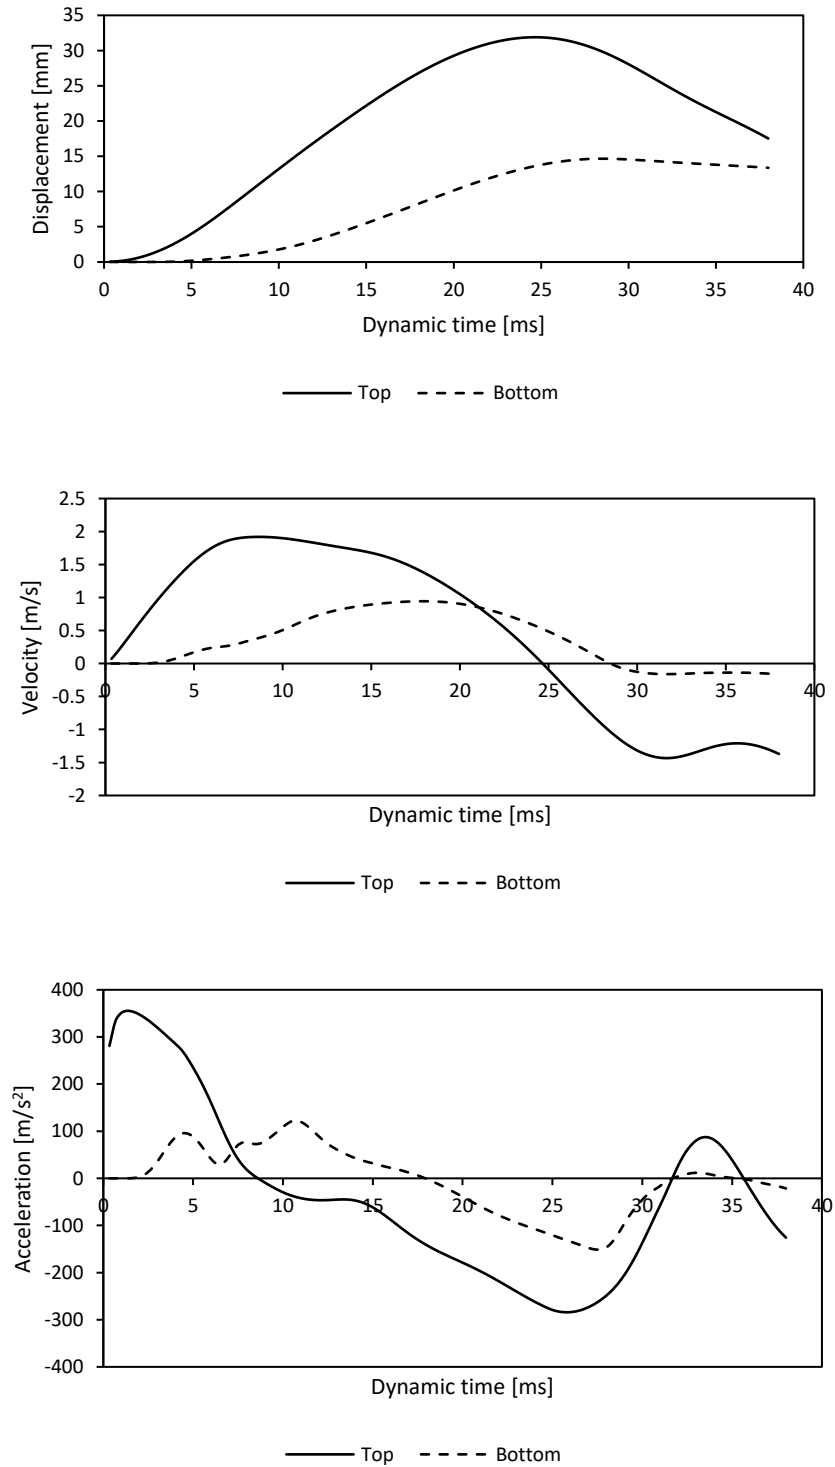 35
30
25
20
15
10
5
0
Displacement [mm]
0 5 10 15 20 25 30 35 40
Dynamic time [ms]
Top Bottom
2.5
2
1.5
1
0.5
0
-0.5
-1
-1.5
-2
Velocity [m/s]
0 5 10 15 20 25 30 35 40
Dynamic time [ms]
Top Bottom
400
300
200
100
0
-100
-200
-300
-400
Acceleration [m/s²]
0 5 10 15 20 25 30 35 40
Dynamic time [ms]
Top Bottom